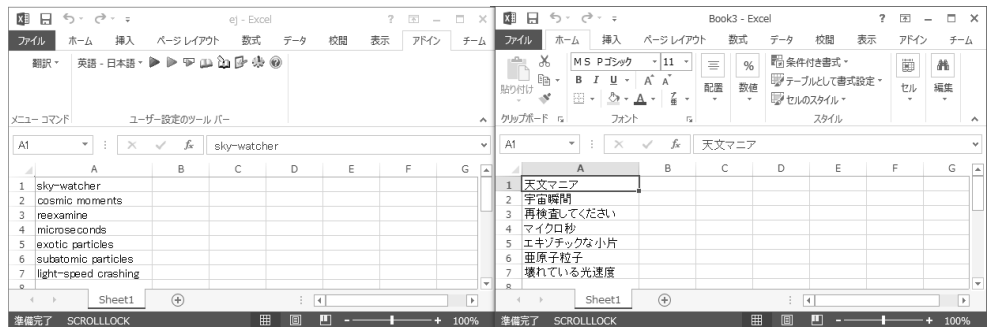 ej - Excel
ファイル ホーム 挿入 ページ レイアウト 数式 データ 校閲 表示 アドイン チーム
翻訳 英語 - 日本語
メニュー コマンド ユーザー設定のツール バー
A1 fx sky-watcher
A B C D E F G
1 sky-watcher
2 cosmic moments
3 reexamine
4 microseconds
5 exotic particles
6 subatomic particles
7 light-speed crashing
8
Sheet1
準備完了 SCROLLLOCK 100%
Book3 - Excel
ファイル ホーム 挿入 ページ レイアウト 数式 データ 校閲 表示 アドイン チーム
貼り付け MS Pゴシック 11 配置 数値 条件付き書式 セル 編集
B I U A A テーブルとして書式設定
A セルのスタイル
クリップボード フォント スタイル
A1 fx 天文マニア
A B C D E F G
1 天文マニア
2 宇宙瞬間
3 再検査してください
4 マイクロ秒
5 エキゾチックな小片
6 亜原子粒子
7 壊れている光速度
8
Sheet1
準備完了 SCROLLLOCK 100%